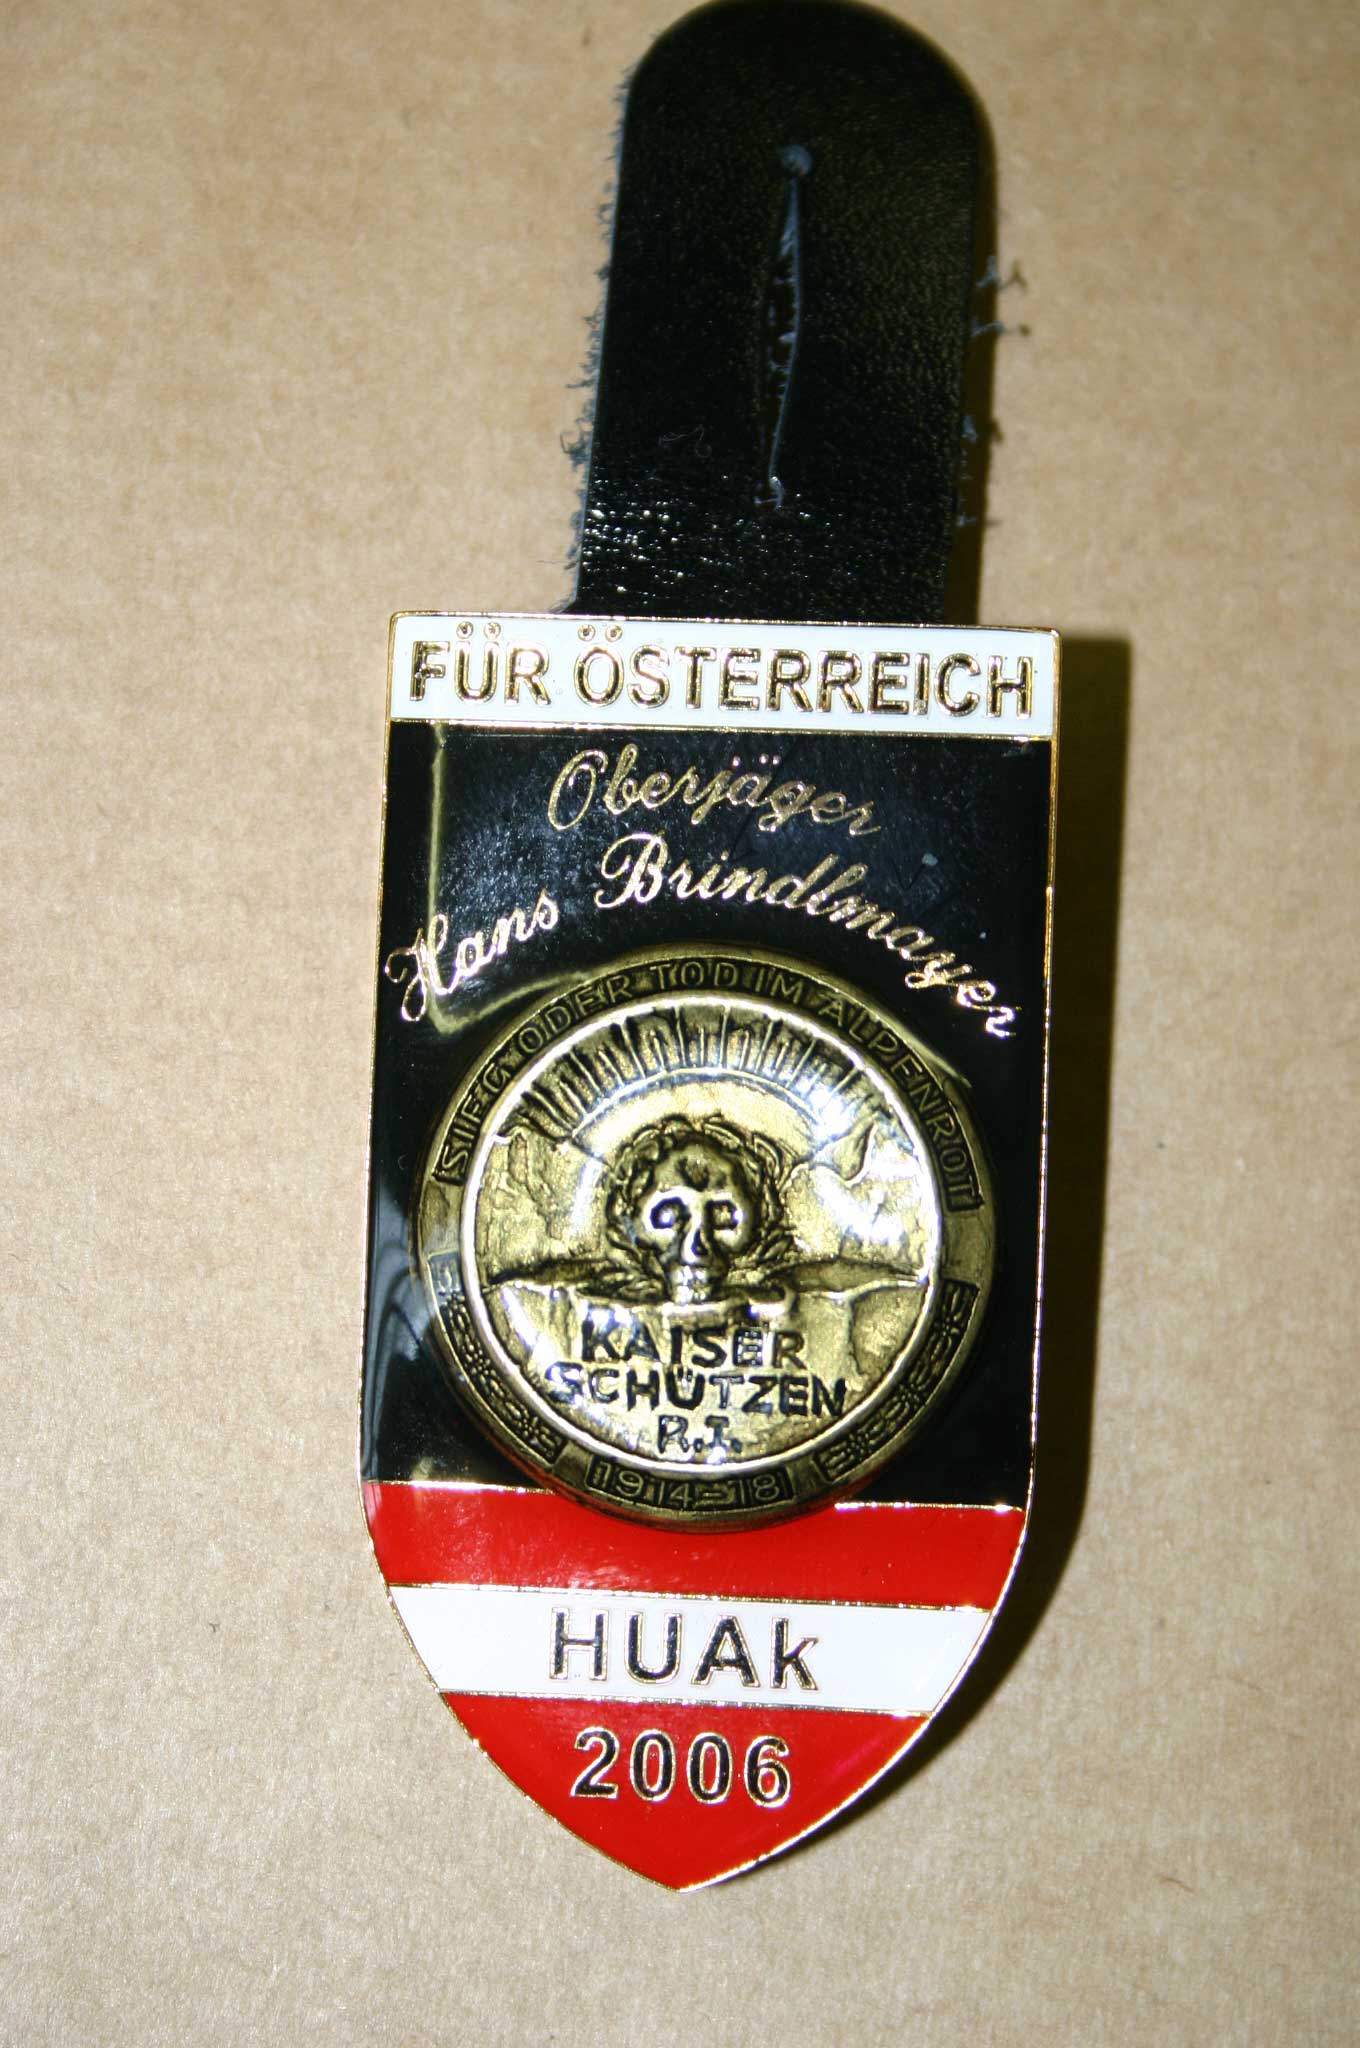 FÜR ÖSTERREICH
Oberjäger
Hans Brindlmayer
SIEG ODER TOD IM ALPENROT
KAISER
SCHÜTZEN
R.I.
1914-18
HUAk
2006